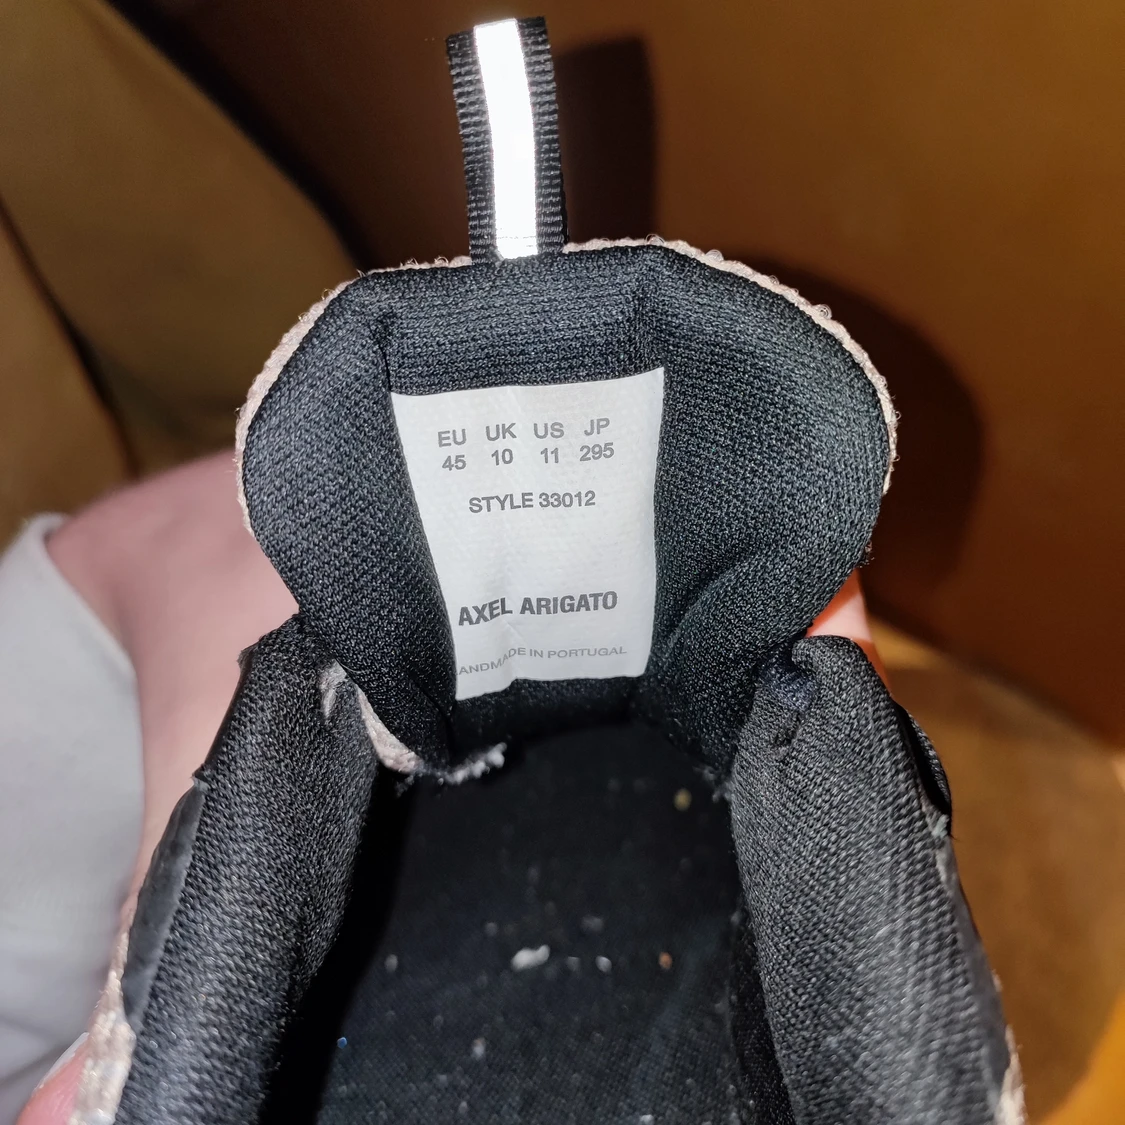 EU UK US JP
45 10 11 295
STYLE 33012
AXEL ARIGATO
ANDMADE IN PORTUGAL